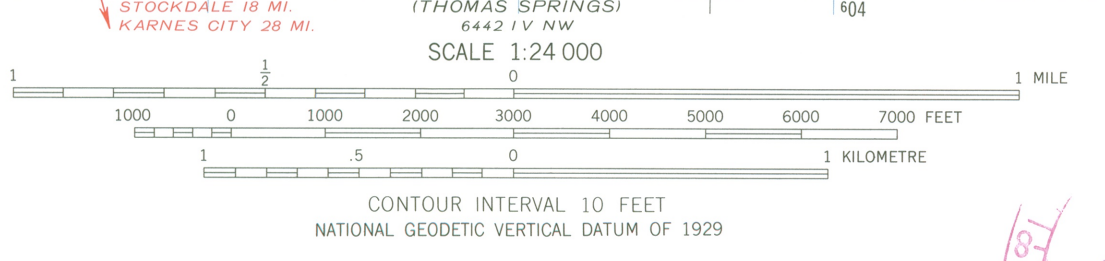 STOCKDALE 18 MI.
KARNES CITY 28 MI.
(THOMAS SPRINGS)
6442 IV NW
604
SCALE 1:24 000
1 1/2 0 1 MILE
1000 0 1000 2000 3000 4000 5000 6000 7000 FEET
1 .5 0 1 KILOMETRE
CONTOUR INTERVAL 10 FEET
NATIONAL GEODETIC VERTICAL DATUM OF 1929